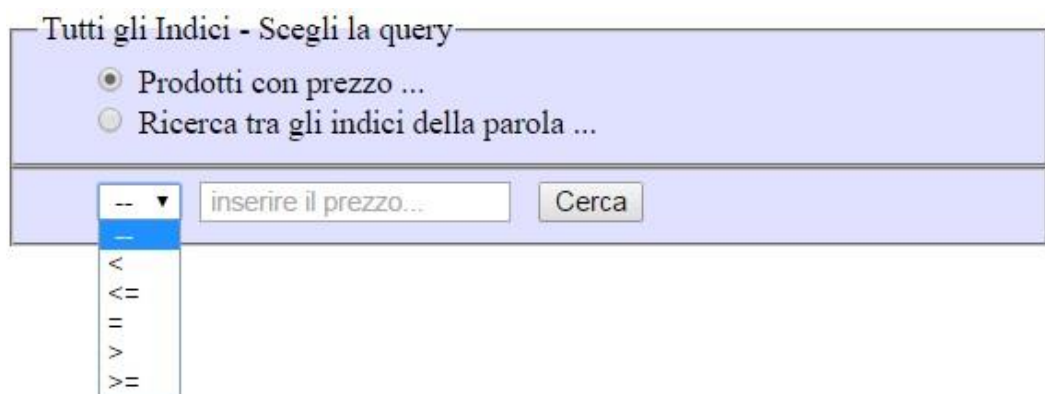 Tutti gli Indici - Scegli la query
Prodotti con prezzo ...
Ricerca tra gli indici della parola ...
-- inserire il prezzo... Cerca
--
<
<=
=
>
>=